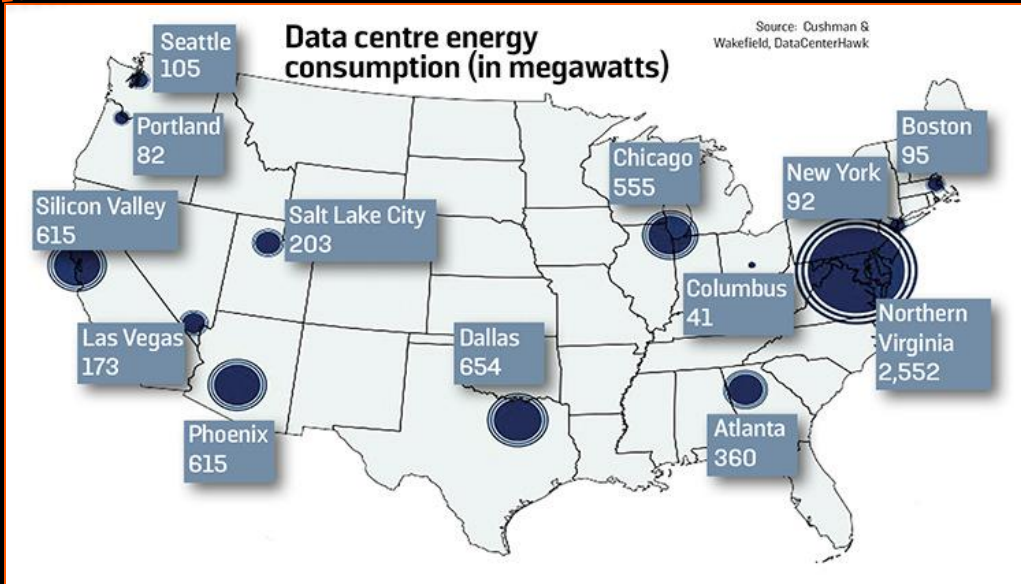 Data centre energy
consumption (in megawatts)
Source: Cushman &
Wakefield, DataCenterHawk
Seattle
105
Portland
82
Boston
95
Chicago
555
New York
92
Silicon Valley
615
Salt Lake City
203
Columbus
41
Northern
Virginia
2,552
Las Vegas
173
Dallas
654
Phoenix
615
Atlanta
360